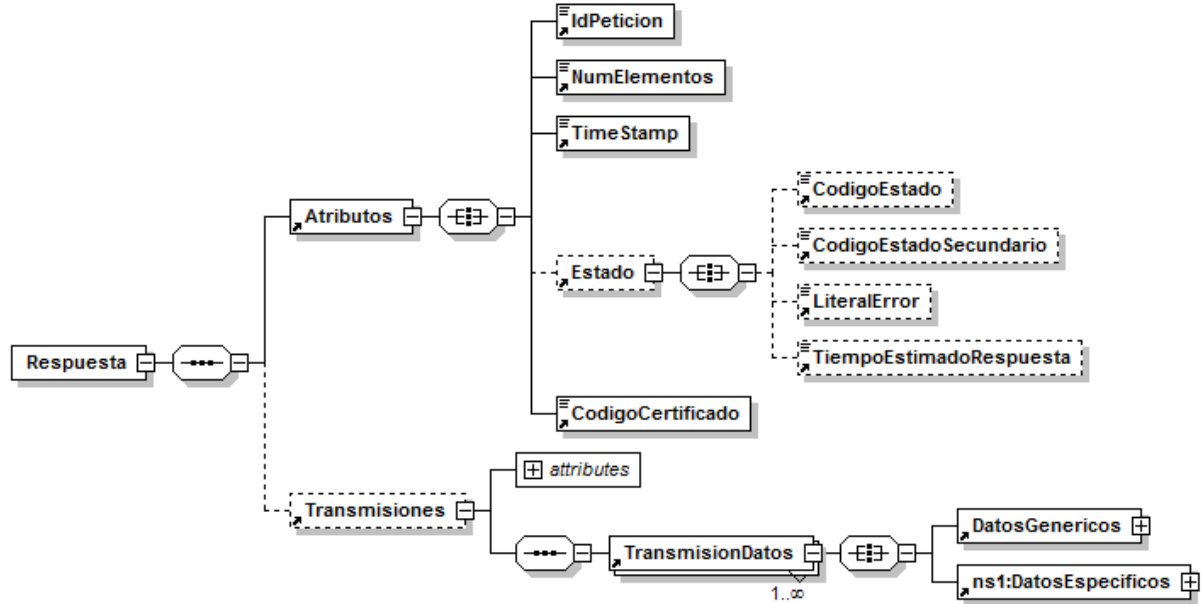 IdPeticion
NumElementos
TimeStamp
CodigoEstado
Atributos
CodigoEstadoSecundario
Estado
LiteralError
Respuesta
TiempoEstimadoRespuesta
CodigoCertificado
attributes
Transmisiones
DatosGenericos
TransmisionDatos
1..∞
ns1:DatosEspecificos